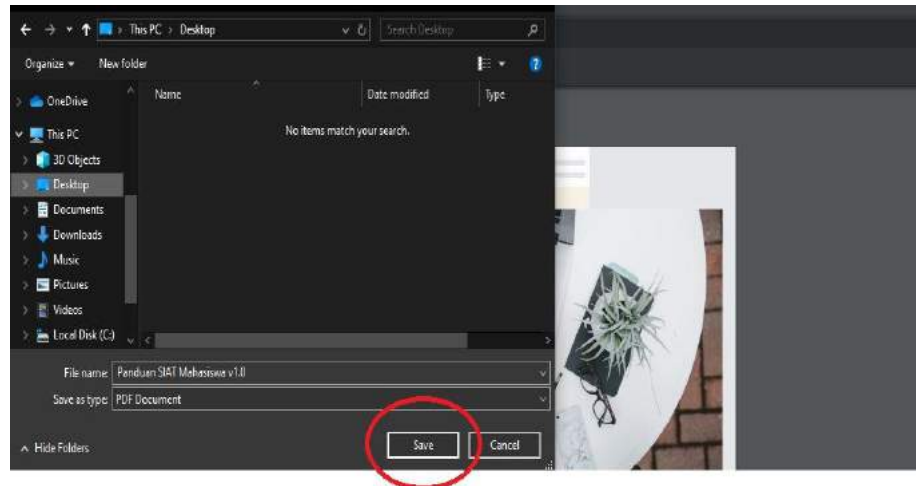 This PC > Desktop
Search Desktop
Organize
New folder
Name
Date modified
Type
No items match your search.
OneDrive
This PC
3D Objects
Desktop
Documents
Downloads
Music
Pictures
Videos
Local Disk (C:)
File name: Panduan SIAT Mahasiswa v1.0
Save as type: PDF Document
Hide Folders
Save
Cancel